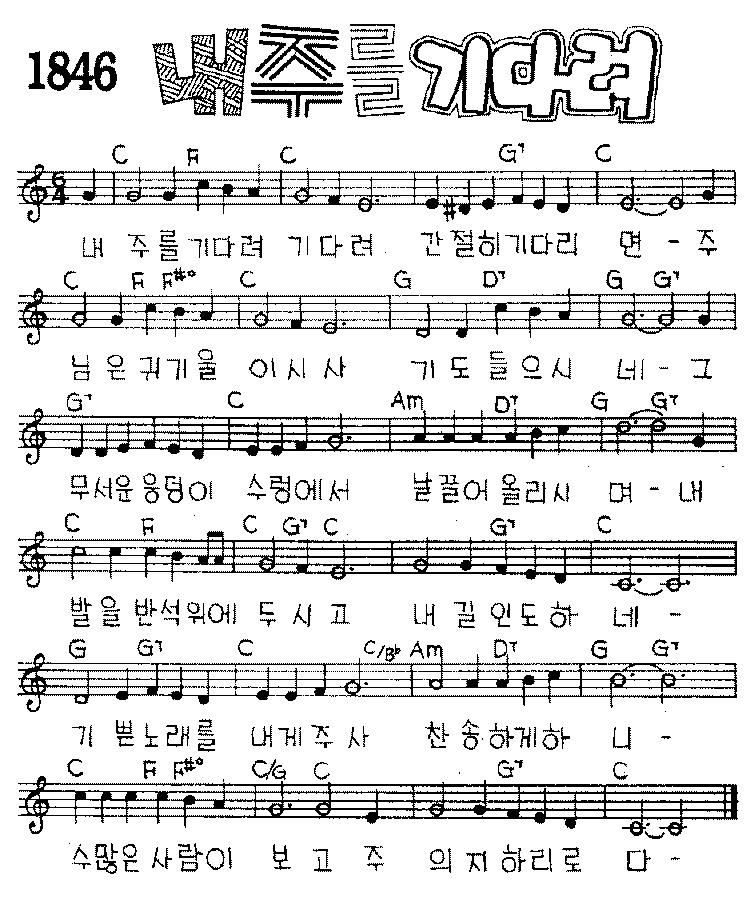 1846 내 주를 기다려
C F C G7 C
6/4
내 주를기다려 기다려 간절히기다리 면 - 주
C F F#° C G D7 G G7
님은귀기울 이시사 기도들으시 네 - 그
G7 C Am D7 G G7
무서운웅덩이 수렁에서 날끌어올리시 며 - 내
C F C G7 C G7 C
발을반석위에 두시고 내길인도하 네 -
G G7 C C/B♭ Am D7 G G7
기쁜노래를 내게주사 찬송하게하 니 -
C F F#° C/G C G7 C
수많은사람이 보고주 의지하리로 다 -